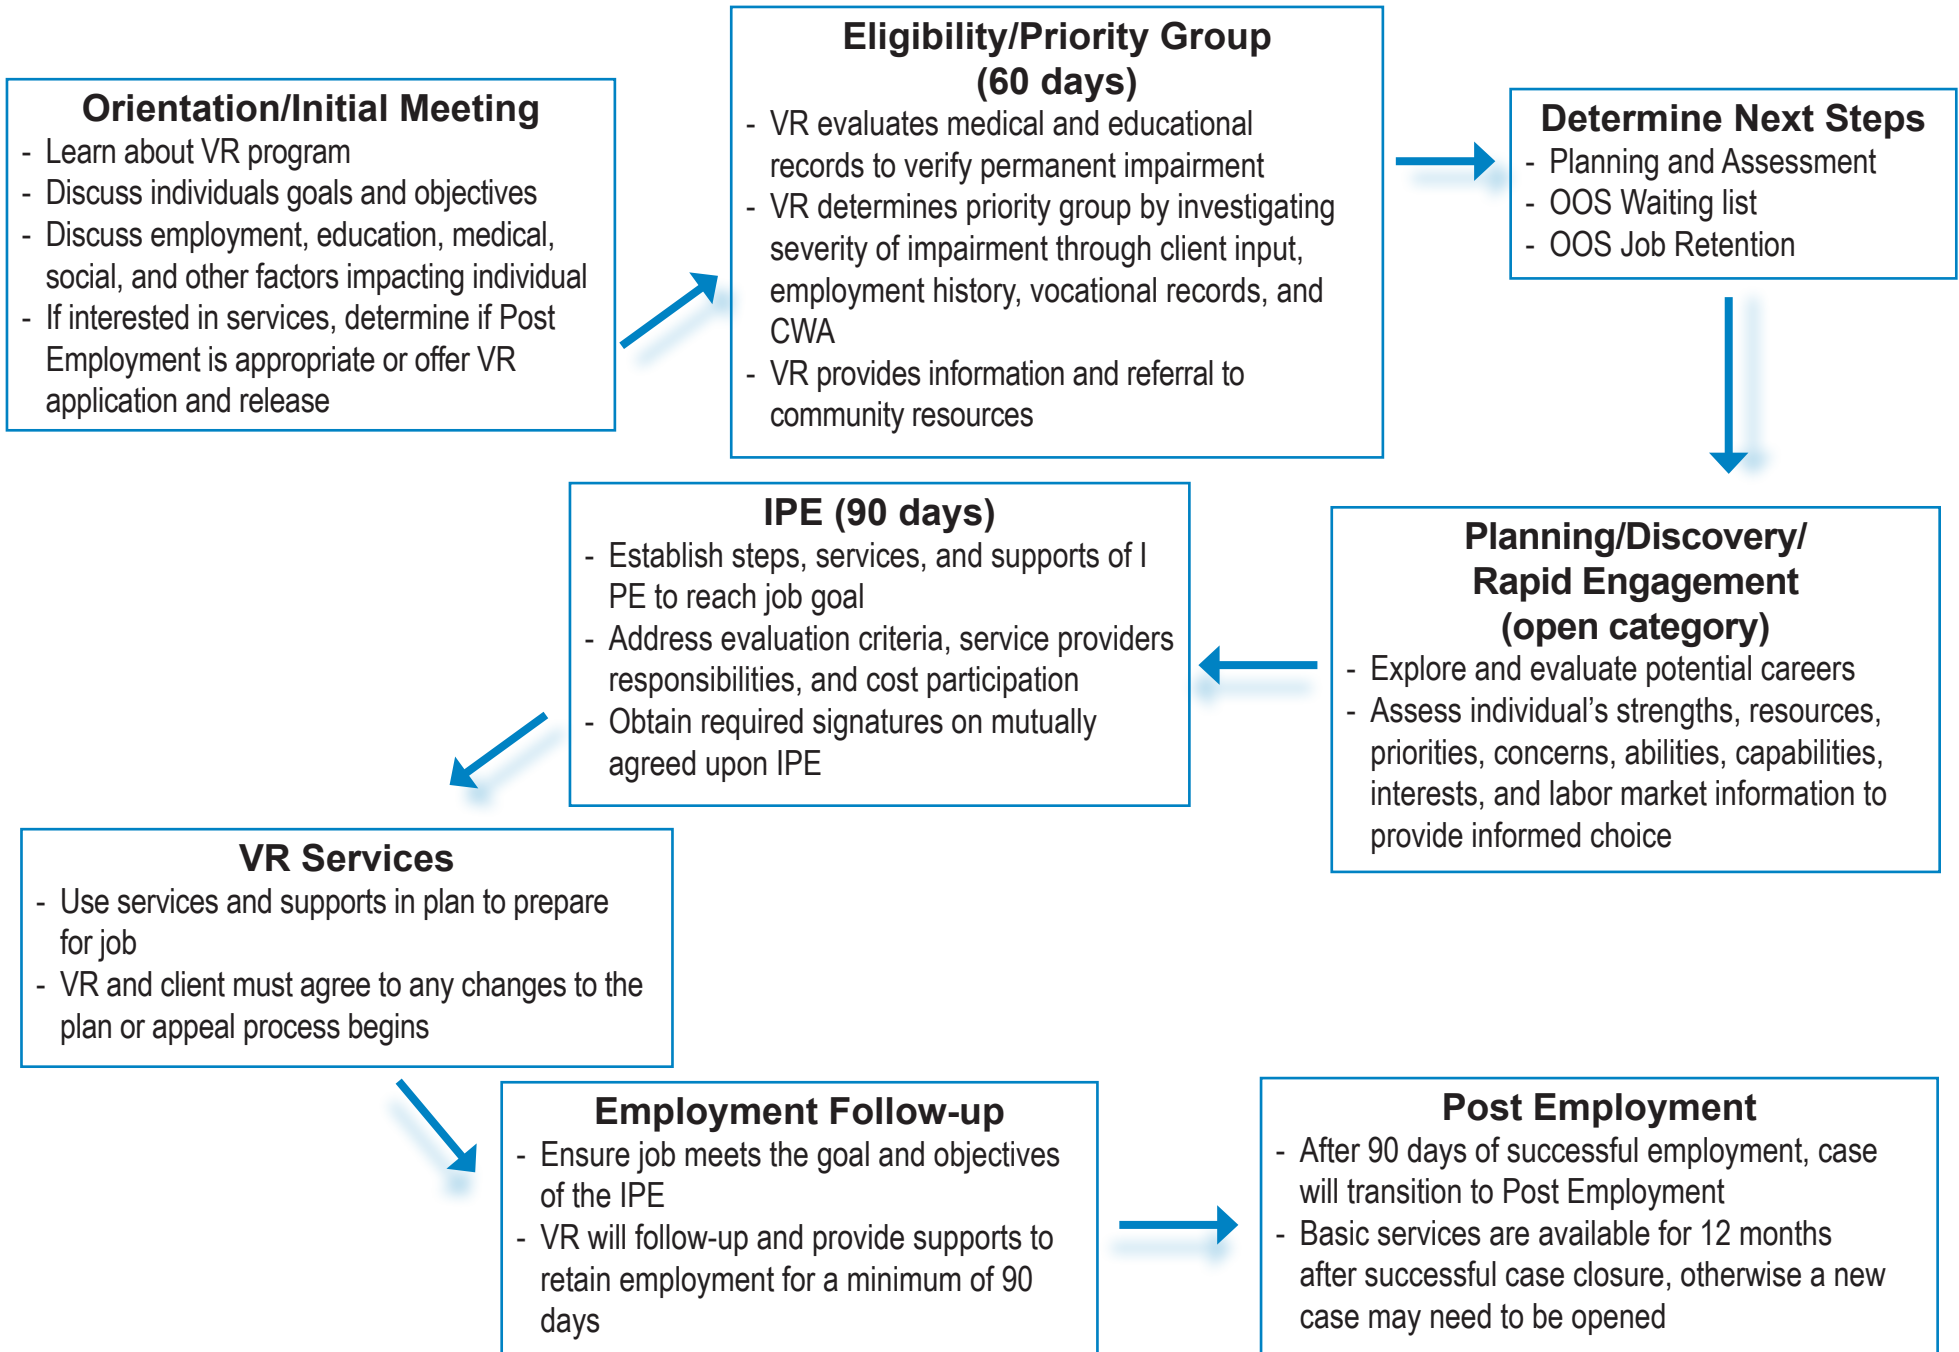 Orientation/Initial Meeting
- Learn about VR program
- Discuss individuals goals and objectives
- Discuss employment, education, medical,
social, and other factors impacting individual
- If interested in services, determine if Post
Employment is appropriate or offer VR
application and release
Eligibility/Priority Group
(60 days)
- VR evaluates medical and educational
records to verify permanent impairment
- VR determines priority group by investigating
severity of impairment through client input,
employment history, vocational records, and
CWA
- VR provides information and referral to
community resources
Determine Next Steps
- Planning and Assessment
- OOS Waiting list
- OOS Job Retention
Planning/Discovery/
Rapid Engagement
(open category)
- Explore and evaluate potential careers
- Assess individual’s strengths, resources,
priorities, concerns, abilities, capabilities,
interests, and labor market information to
provide informed choice
IPE (90 days)
- Establish steps, services, and supports of I
PE to reach job goal
- Address evaluation criteria, service providers
responsibilities, and cost participation
- Obtain required signatures on mutually
agreed upon IPE
VR Services
- Use services and supports in plan to prepare
for job
- VR and client must agree to any changes to the
plan or appeal process begins
Employment Follow-up
- Ensure job meets the goal and objectives
of the IPE
- VR will follow-up and provide supports to
retain employment for a minimum of 90
days
Post Employment
- After 90 days of successful employment, case
will transition to Post Employment
- Basic services are available for 12 months
after successful case closure, otherwise a new
case may need to be opened